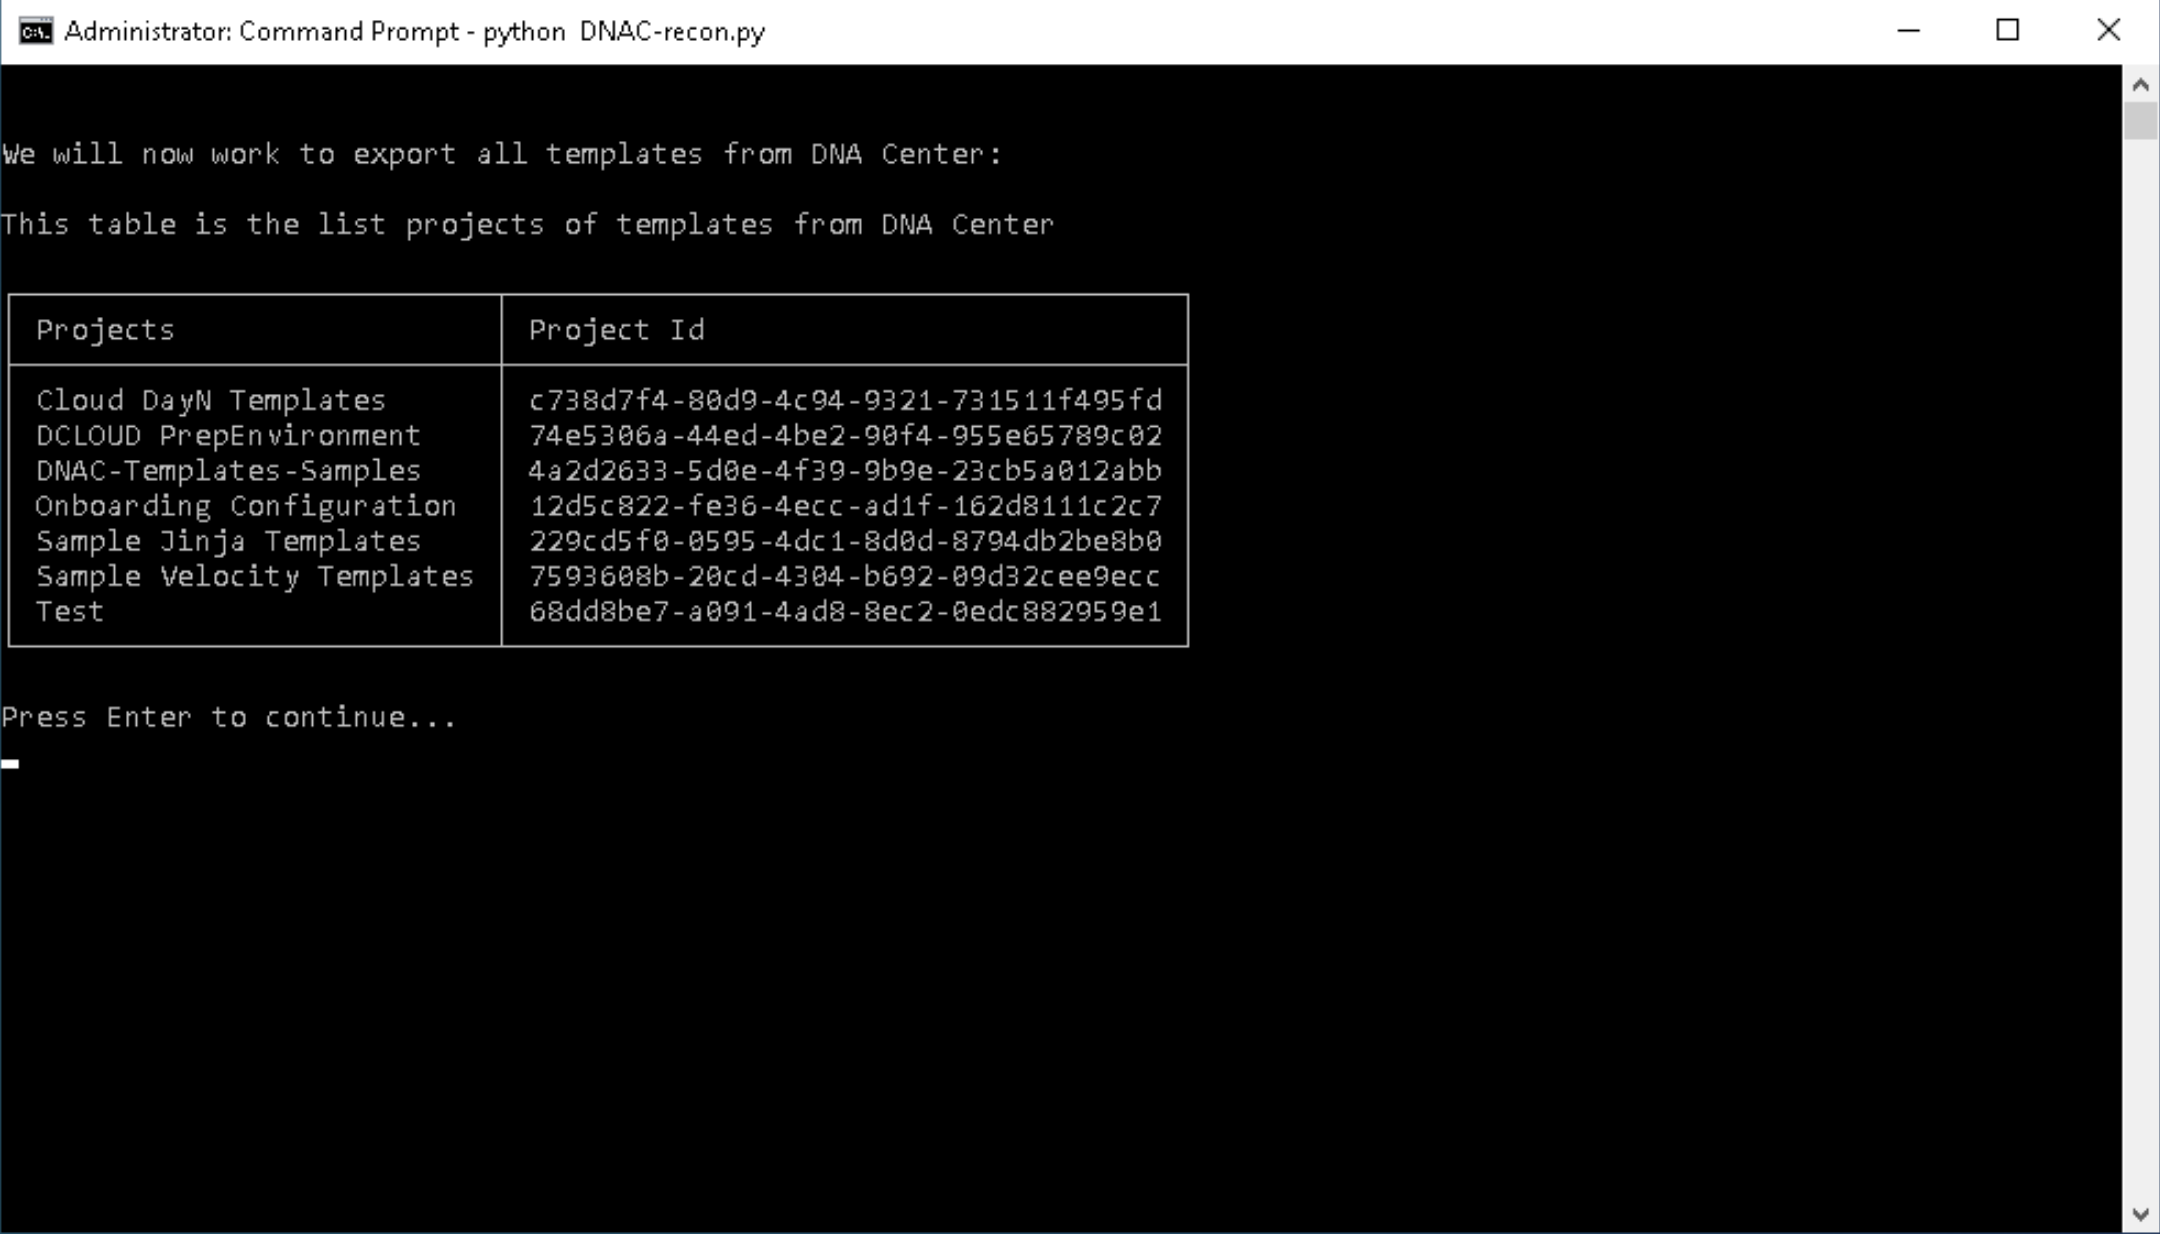 Administrator: Command Prompt - python  DNAC-recon.py
We will now work to export all templates from DNA Center:
This table is the list projects of templates from DNA Center
Projects Project Id
Cloud DayN Templates c738d7f4-80d9-4c94-9321-731511f495fd
DCLOUD PrepEnvironment 74e5306a-44ed-4be2-90f4-955e65789c02
DNAC-Templates-Samples 4a2d2633-5d0e-4f39-9b9e-23cb5a012abb
Onboarding Configuration 12d5c822-fe36-4ecc-ad1f-162d8111c2c7
Sample Jinja Templates 229cd5f0-0595-4dc1-8d0d-8794db2be8b0
Sample Velocity Templates 7593608b-20cd-4304-b692-09d32cee9ecc
Test 68dd8be7-a091-4ad8-8ec2-0edc882959e1
Press Enter to continue...